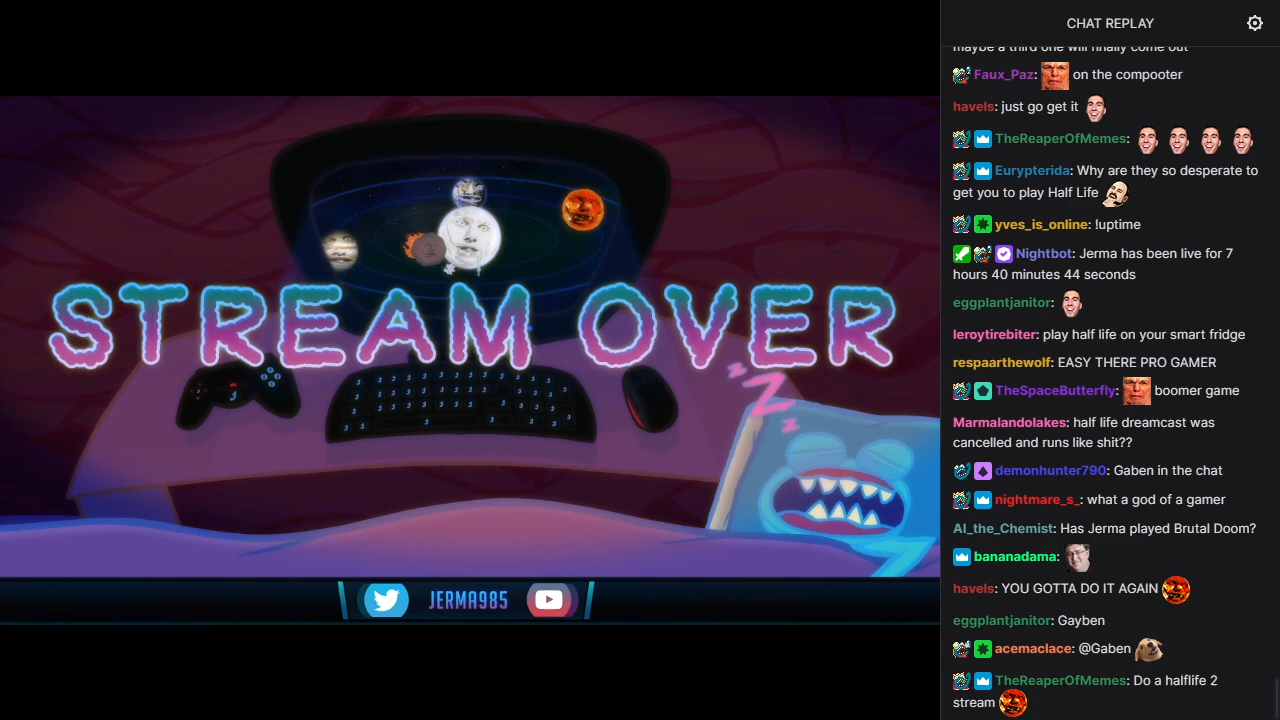 STREAM OVER
z
Z
z
JERMA985
CHAT REPLAY
maybe a third one will finally come out
Faux_Paz: on the compooter
havels: just go get it
TheReaperOfMemes:
Eurypterida: Why are they so desperate to
get you to play Half Life
yves_is_online: !uptime
Nightbot: Jerma has been live for 7
hours 40 minutes 44 seconds
eggplantjanitor:
leroytirebiter: play half life on your smart fridge
respaarthewolf: EASY THERE PRO GAMER
TheSpaceButterfly: boomer game
Marmalandolakes: half life dreamcast was
cancelled and runs like shit??
demonhunter790: Gaben in the chat
nightmare_s_: what a god of a gamer
AI_the_Chemist: Has Jerma played Brutal Doom?
bananadama:
havels: YOU GOTTA DO IT AGAIN
eggplantjanitor: Gayben
acemaclace: @Gaben
TheReaperOfMemes: Do a halflife 2
stream